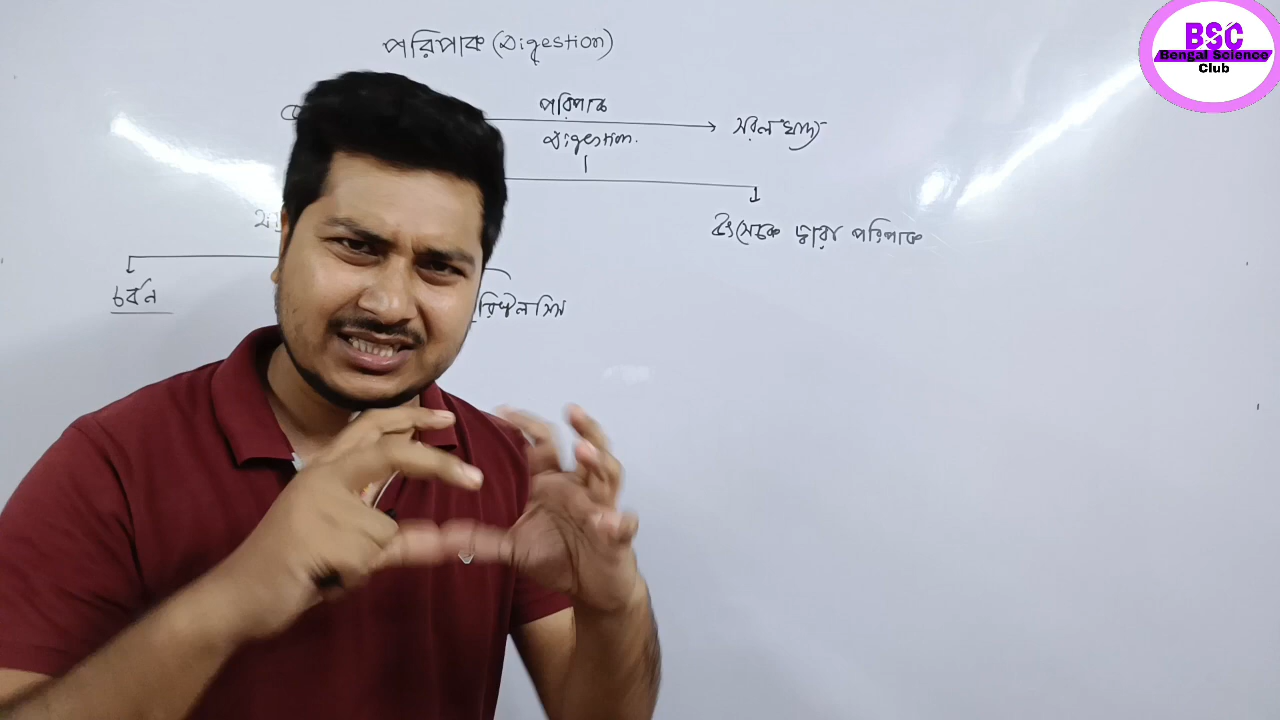 পরিপাক (Digestion)
BSC
Bengal Science
Club
পরিপাক
সরল খাদ্য
Digestion.
উৎসেচক দ্বারা পরিপাক
চর্বন